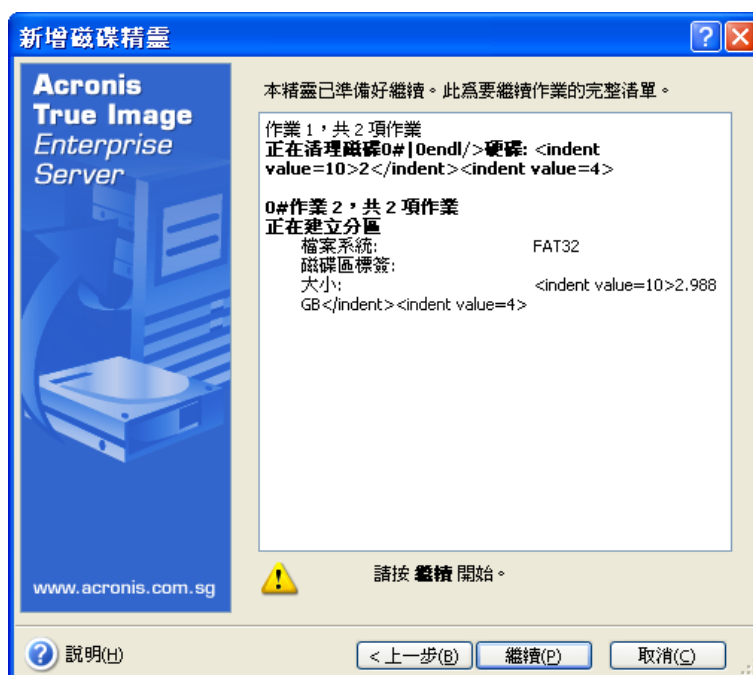 新增磁碟精靈
Acronis
True Image
Enterprise
Server
本精靈已準備好繼續。此為要繼續作業的完整清單。
作業 1，共 2 項作業
正在清理磁碟0#|0endl/>硬碟: <indent
value=10>2</indent><indent value=4>
0#作業 2，共 2 項作業
正在建立分區
檔案系統: FAT32
磁碟區標簽:
大小: <indent value=10>2.988
GB</indent><indent value=4>
請按 繼續 開始。
www.acronis.com.sg
說明(H)
< 上一步(B)
繼續(P)
取消(C)